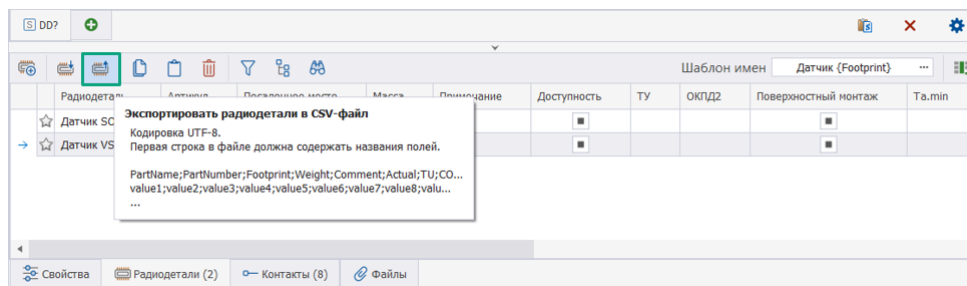 S DD?
Шаблон имен Датчик {Footprint} ...
Радиодеталь Артикул Посадочное место Масса Примечание Доступность ТУ ОКПД2 Поверхностный монтаж Ta.min
Датчик SO
Датчик VS
Экспортировать радиодетали в CSV-файл
Кодировка UTF-8.
Первая строка в файле должна содержать названия полей.
PartName;PartNumber;Footprint;Weight;Comment;Actual;TU;CO...
value1;value2;value3;value4;value5;value6;value7;value8;valu...
...
Свойства Радиодетали (2) Контакты (8) Файлы